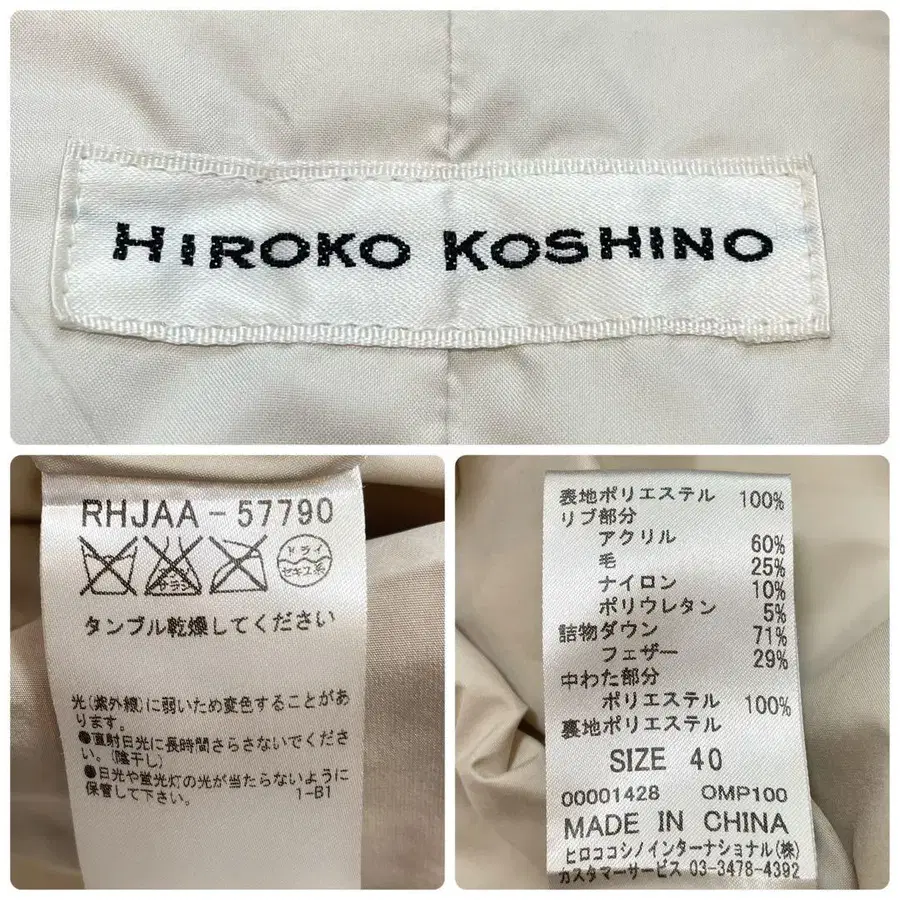 HIROKO KOSHINO
RHJAA-57790
エンソ
サラシ
ドライ
セキユ系
タンブル乾燥してください
光(紫外線)に弱いため変色することがあ
ります。
●直射日光に長時間さらさないでくださ
い。(陰干し)
●日光や蛍光灯の光が当たらないように
保管して下さい。 1-B1
表地ポリエステル 100%
リブ部分
アクリル 60%
毛 25%
ナイロン 10%
ポリウレタン 5%
詰物ダウン 71%
フェザー 29%
中わた部分
ポリエステル 100%
裏地ポリエステル
SIZE 40
00001428 OMP100
MADE IN CHINA
ヒロココシノインターナショナル(株)
カスタマーサービス 03-3478-4392